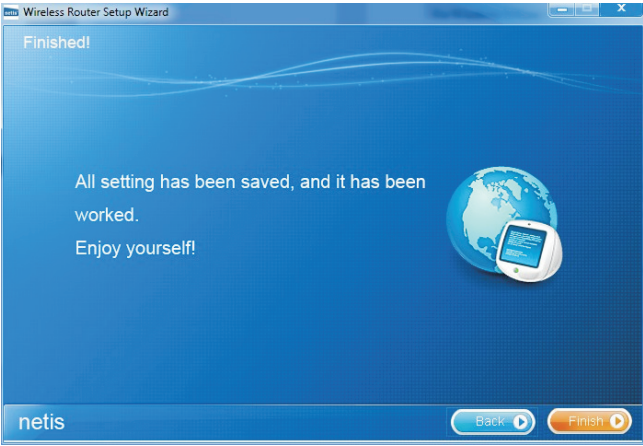 Wireless Router Setup Wizard
Finished!
All setting has been saved, and it has been
worked.
Enjoy yourself!
netis
Back
Finish